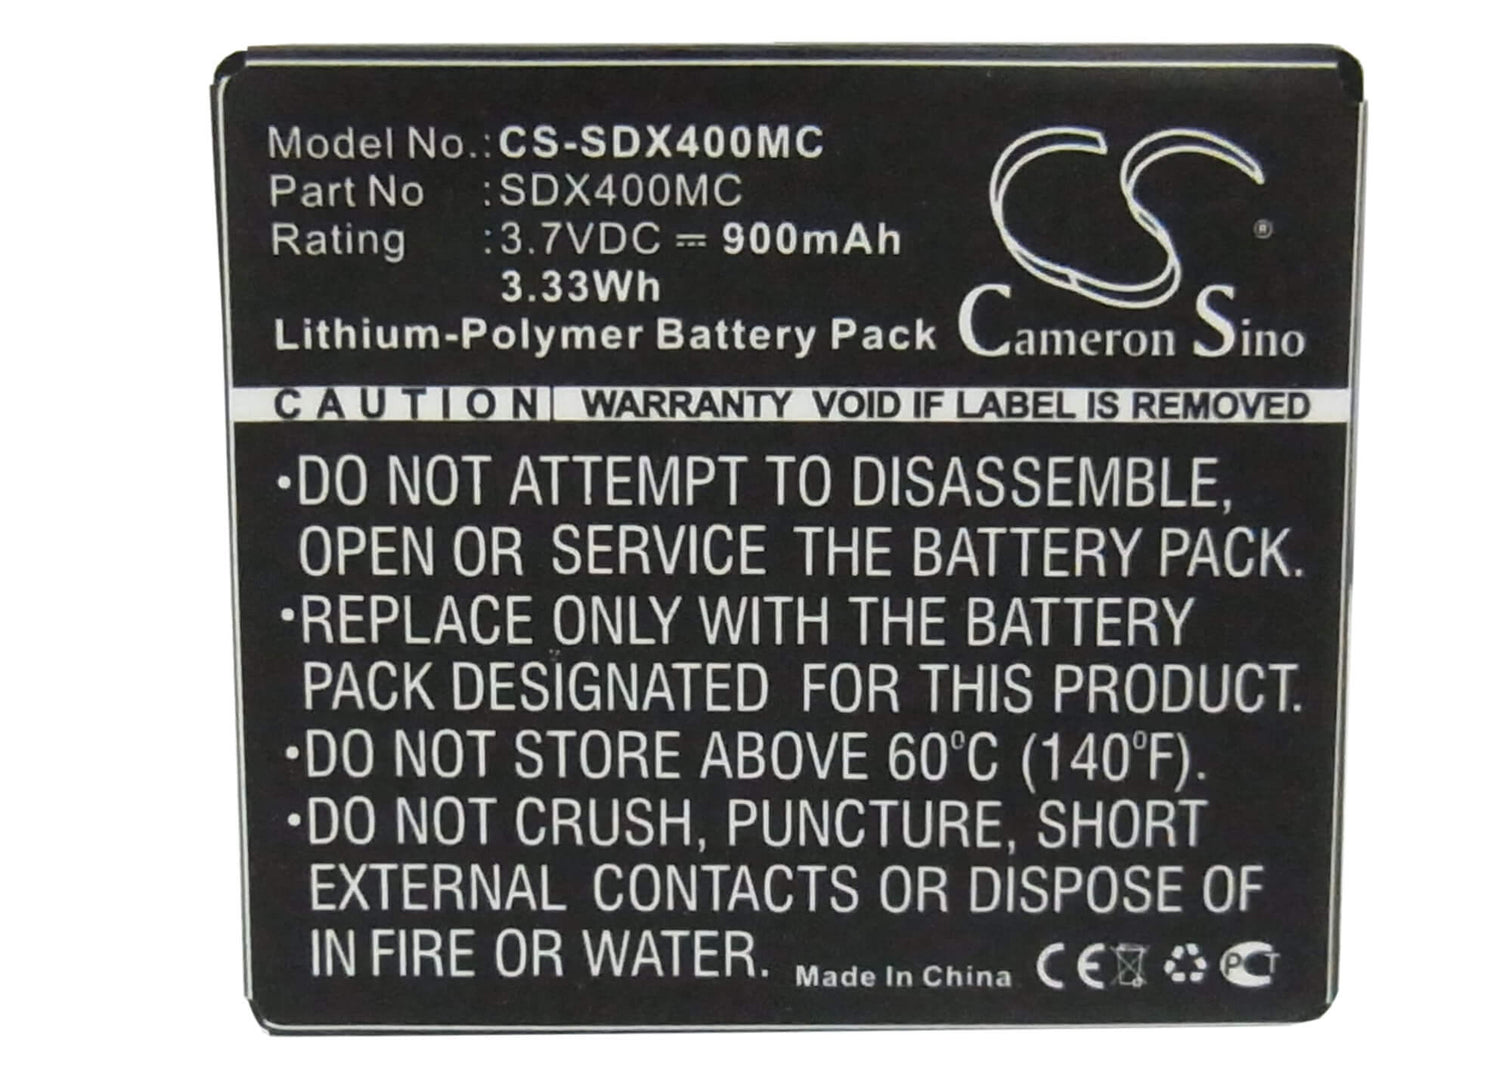 Model No.: CS-SDX400MC
Part No : SDX400MC
Rating : 3.7VDC ⎓ 900mAh
3.33Wh
Lithium-Polymer Battery Pack
CS ®
Cameron Sino
CAUTION WARRANTY VOID IF LABEL IS REMOVED
•DO NOT ATTEMPT TO DISASSEMBLE,
OPEN OR SERVICE THE BATTERY PACK.
•REPLACE ONLY WITH THE BATTERY
PACK DESIGNATED FOR THIS PRODUCT.
•DO NOT STORE ABOVE 60°C (140°F).
•DO NOT CRUSH, PUNCTURE, SHORT
EXTERNAL CONTACTS OR DISPOSE OF
IN FIRE OR WATER.
Made In China CE PCT